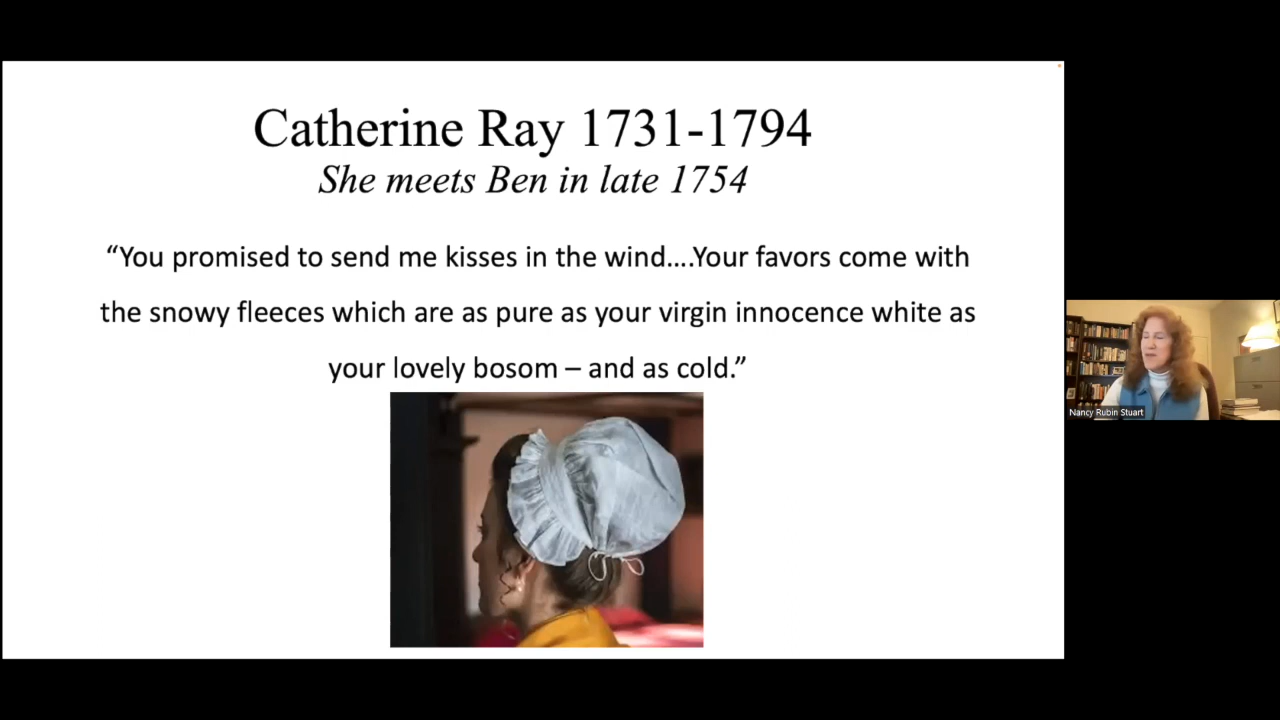 Catherine Ray 1731-1794
She meets Ben in late 1754
“You promised to send me kisses in the wind....Your favors come with
the snowy fleeces which are as pure as your virgin innocence white as
your lovely bosom – and as cold.”
Nancy Rubin Stuart